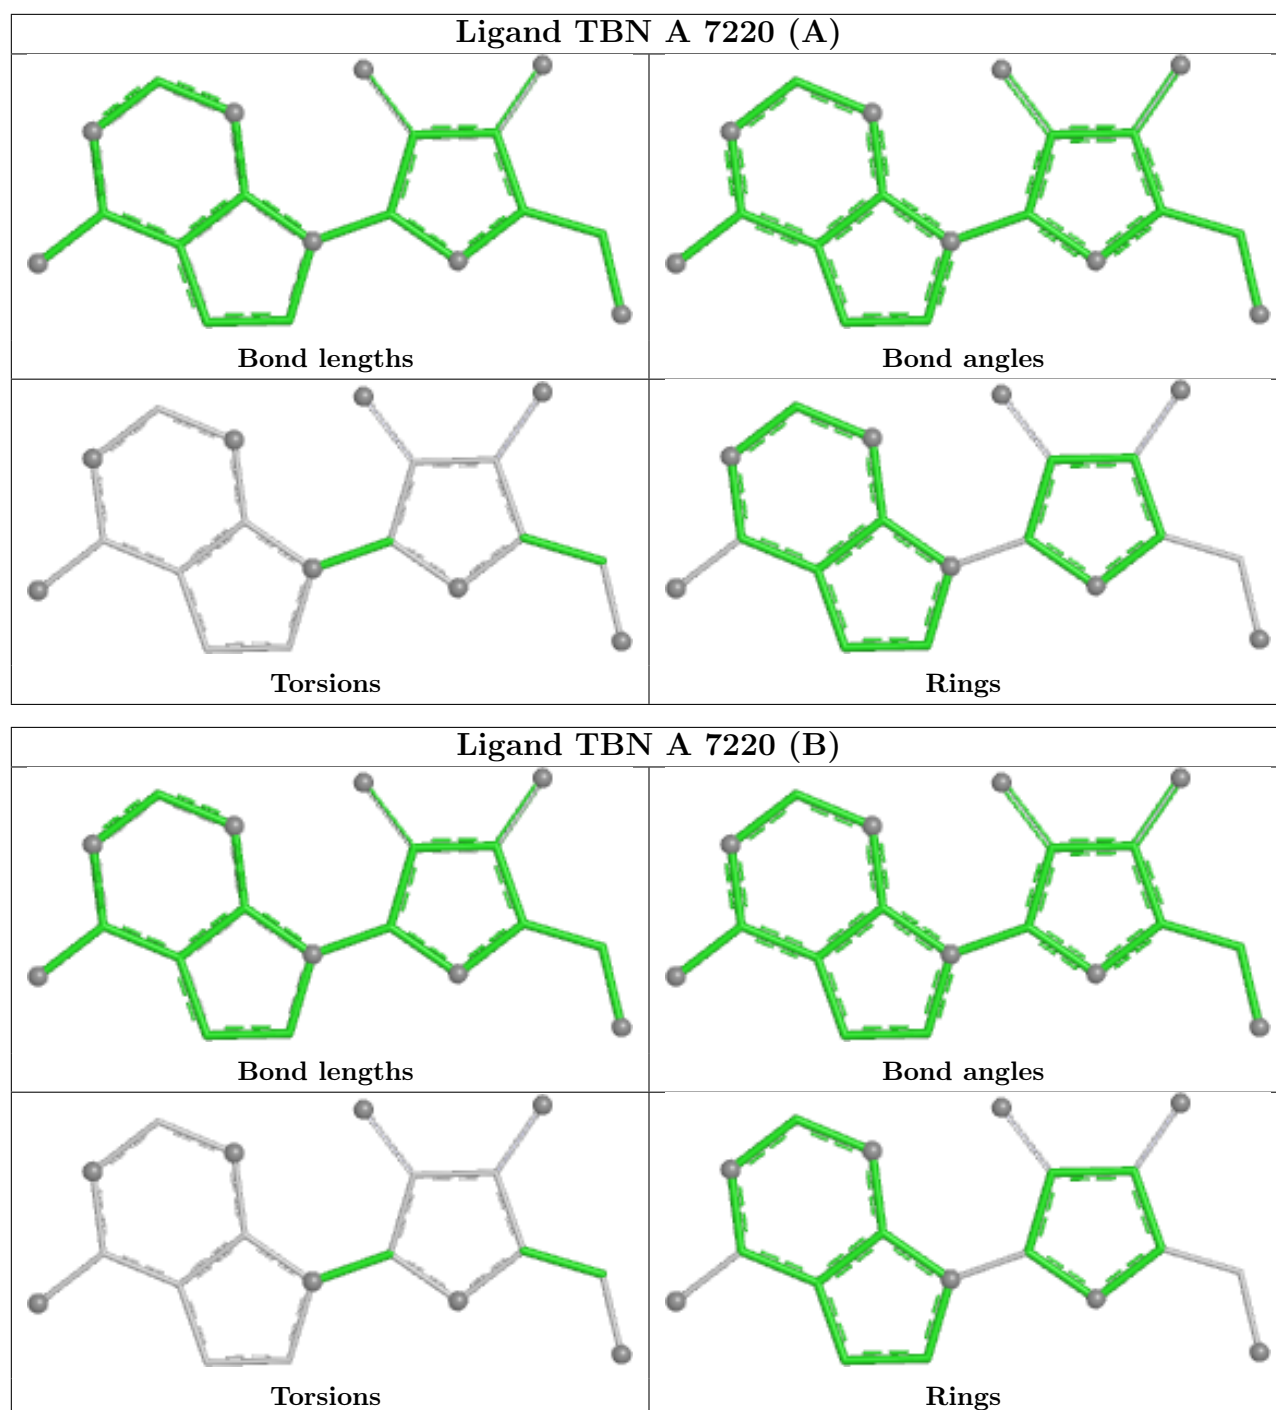 Ligand TBN A 7220 (A)
Bond lengths
Bond angles
Torsions
Rings
Ligand TBN A 7220 (B)
Bond lengths
Bond angles
Torsions
Rings